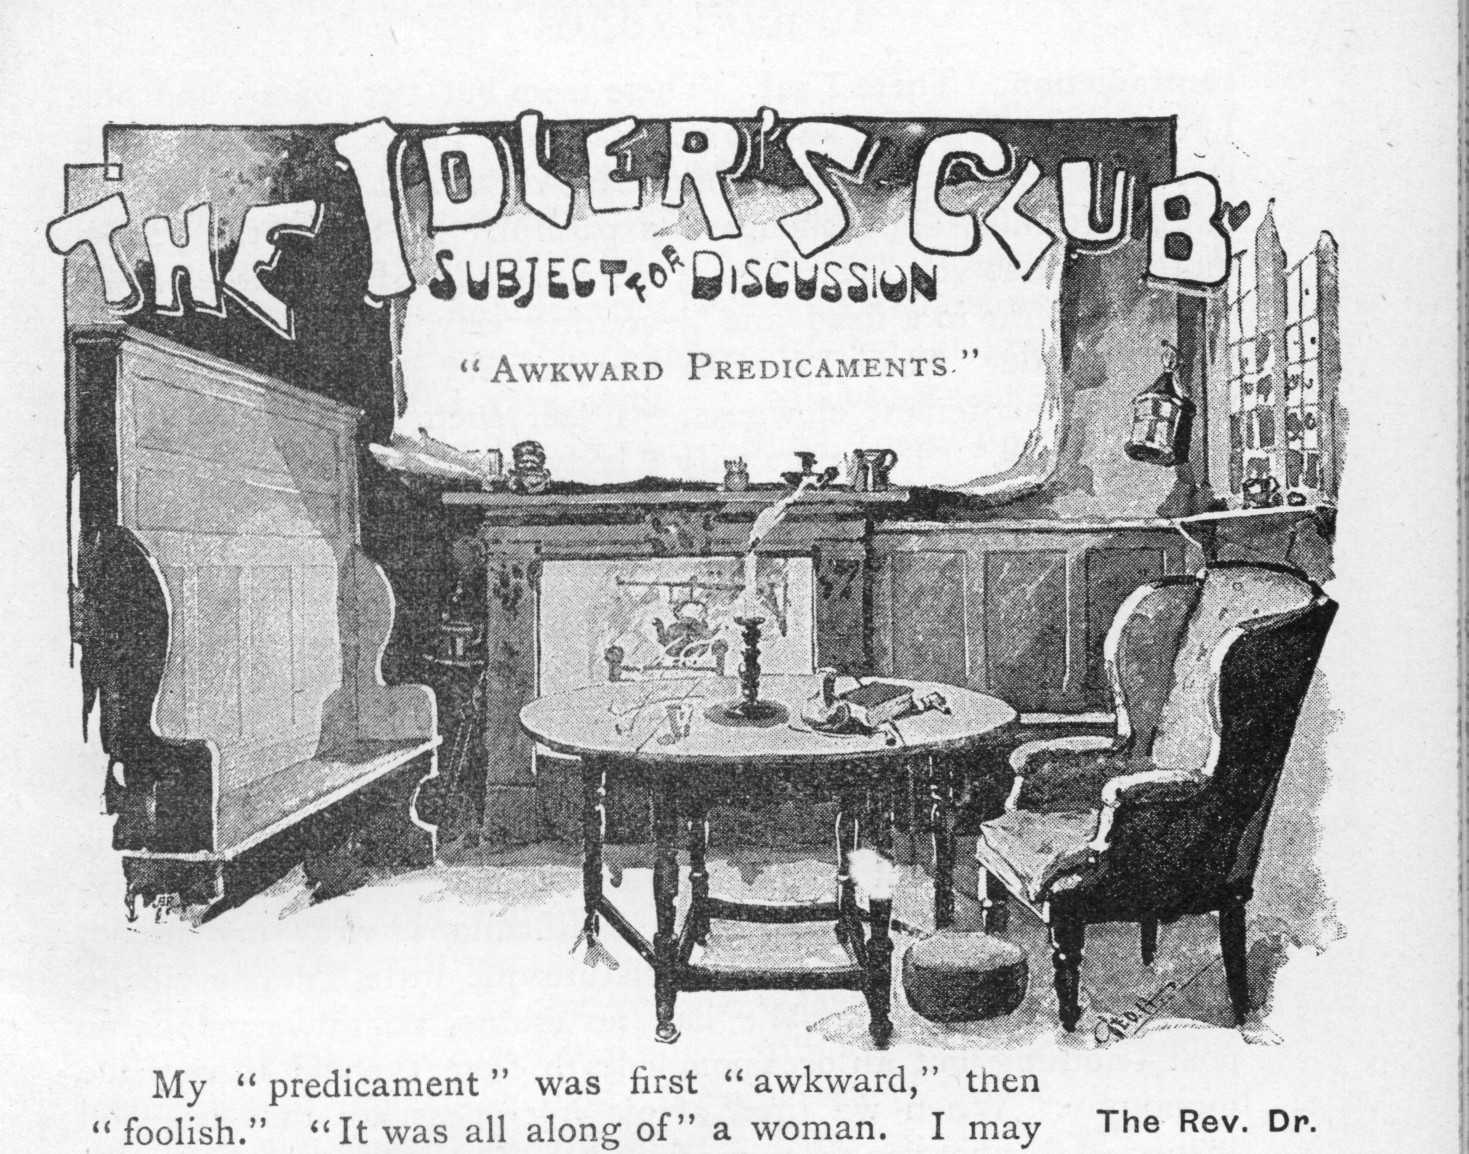 THE IDLER'S CLUB
SUBJECT FOR DISCUSSION
“AWKWARD PREDICAMENTS.”
My “predicament” was first “awkward,” then
“foolish.” “It was all along of” a woman. I may
The Rev. Dr.